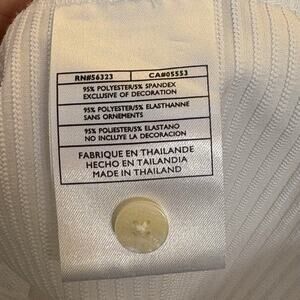 RN#56323 CA#05553
95% POLYESTER/5% SPANDEX
EXCLUSIVE OF DECORATION
95% POLYESTER/5% ELASTHANNE
SANS ORNEMENTS
95% POLIESTER/5% ELASTANO
NO INCLUYE LA DECORACION
FABRIQUE EN THAILANDE
HECHO EN TAILANDIA
MADE IN THAILAND